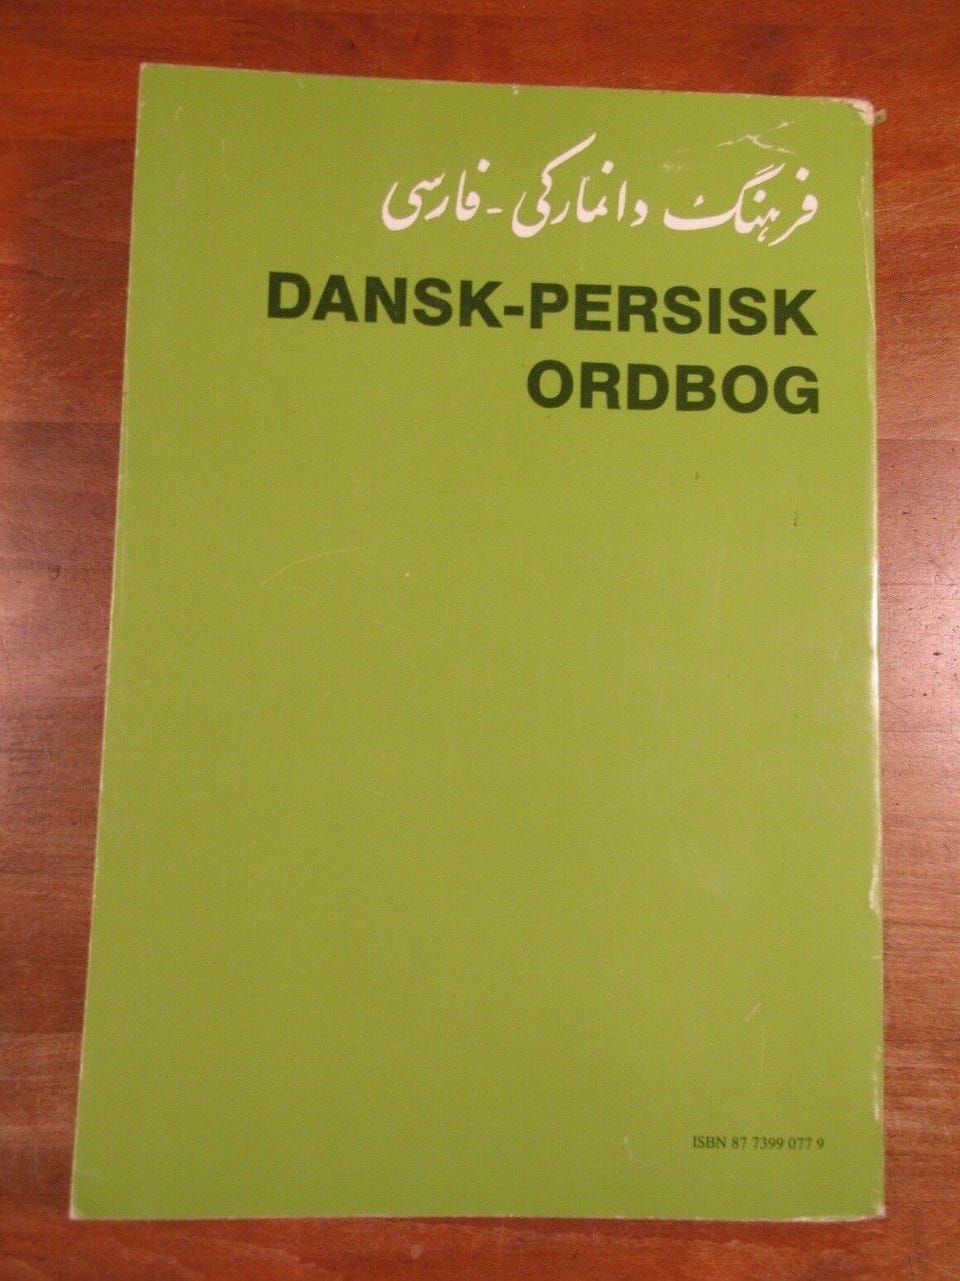 فرهنگ دانمارکی - فارسی
DANSK-PERSISK
ORDBOG
ISBN 87 7399 077 9